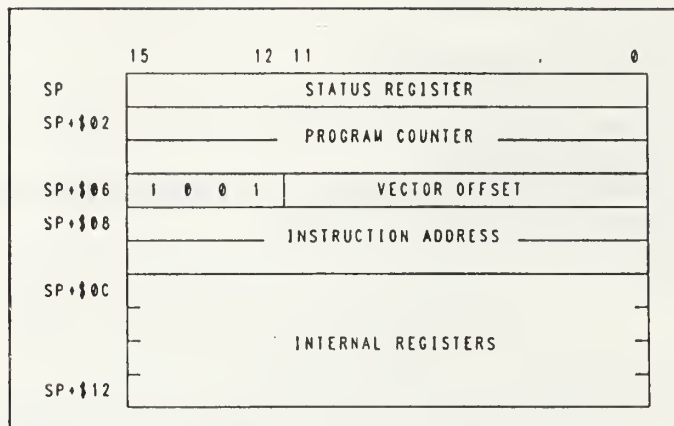 15 12 11 0
SP STATUS REGISTER
SP+$02 PROGRAM COUNTER
SP+$06 1 0 0 1 VECTOR OFFSET
SP+$08 INSTRUCTION ADDRESS
SP+$0C
INTERNAL REGISTERS
SP+$12